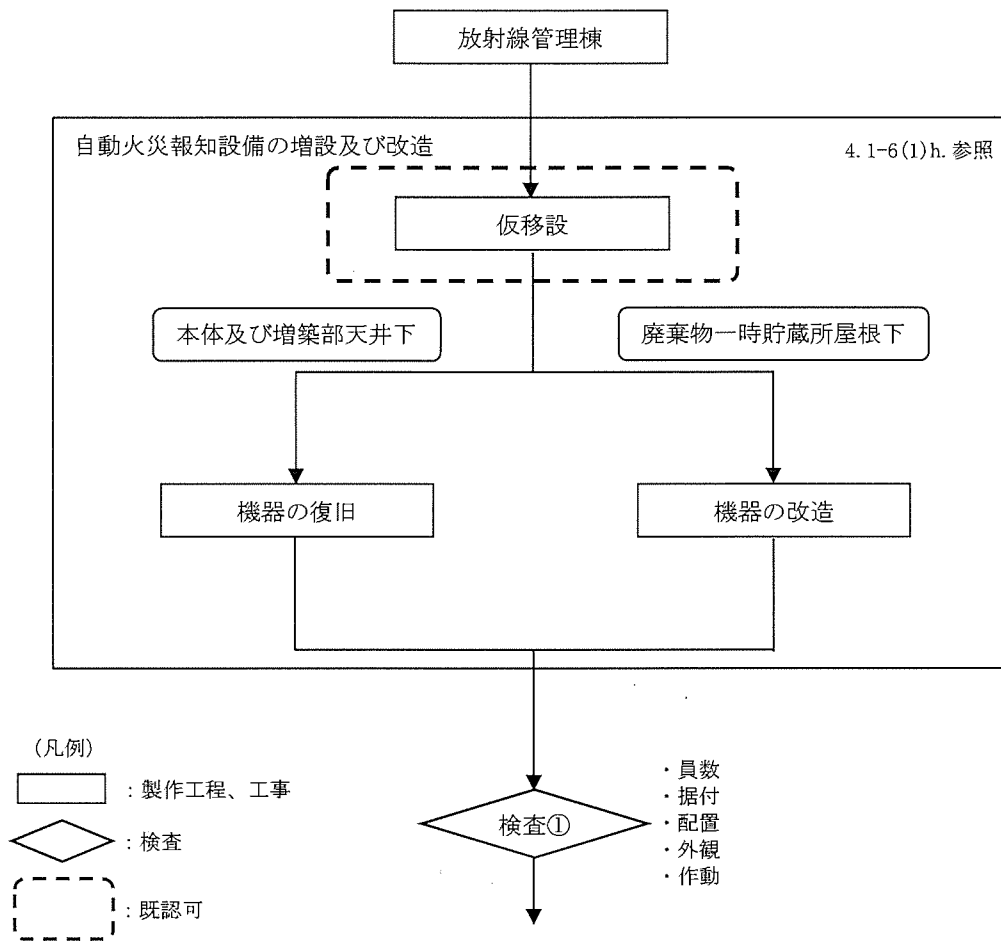 放射線管理棟
自動火災報知設備の増設及び改造
4.1-6(1)h.参照
仮移設
本体及び増築部天井下
廃棄物一時貯蔵所屋根下
機器の復旧
機器の改造
(凡例)
：製作工程、工事
：検査
：既認可
検査①
・員数
・据付
・配置
・外観
・作動